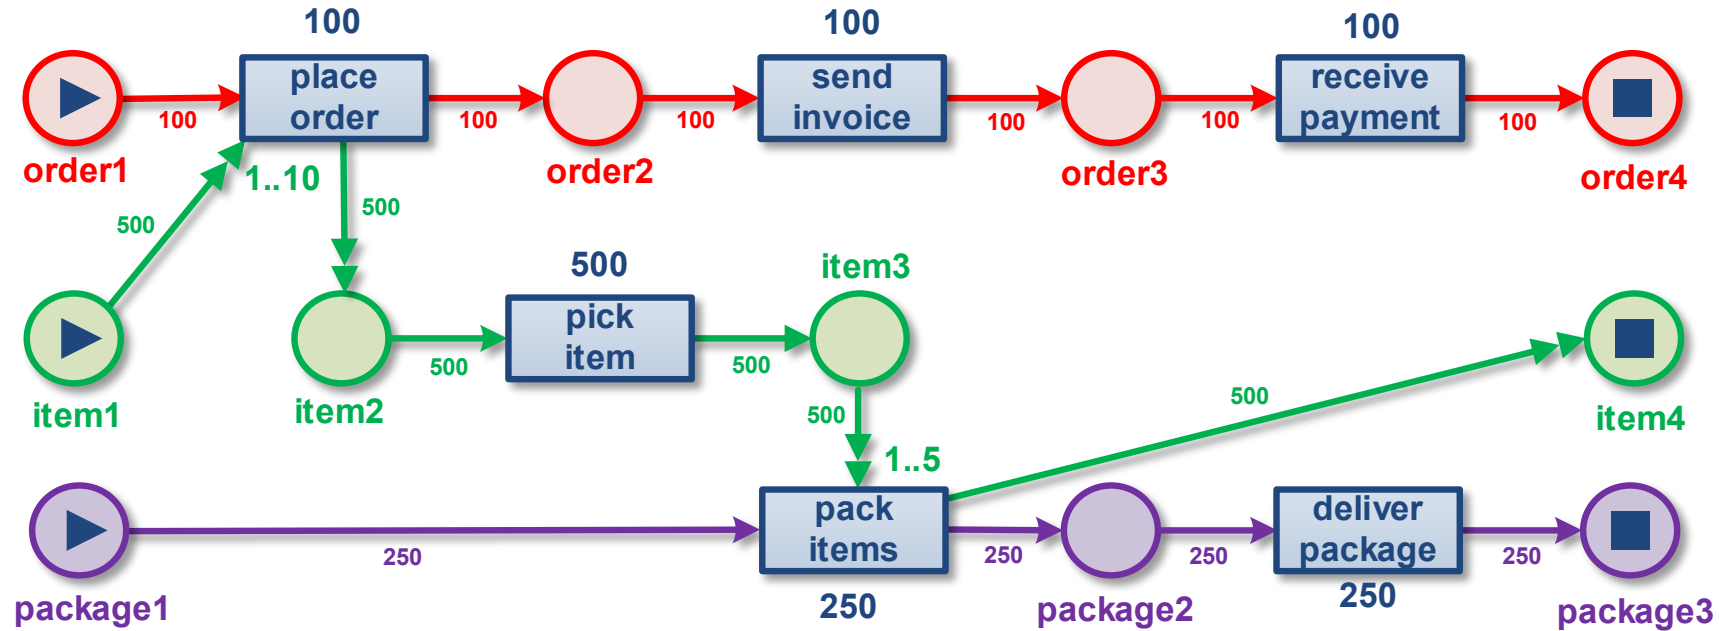 100
100
100
place
order
send
invoice
receive
payment
100
100
100
100
100
100
order1
order2
order3
order4
1..10
500
500
500
item3
pick
item
500
500
500
500
item1
item2
item4
1..5
pack
items
deliver
package
250
250
250
250
250
250
package1
package2
package3